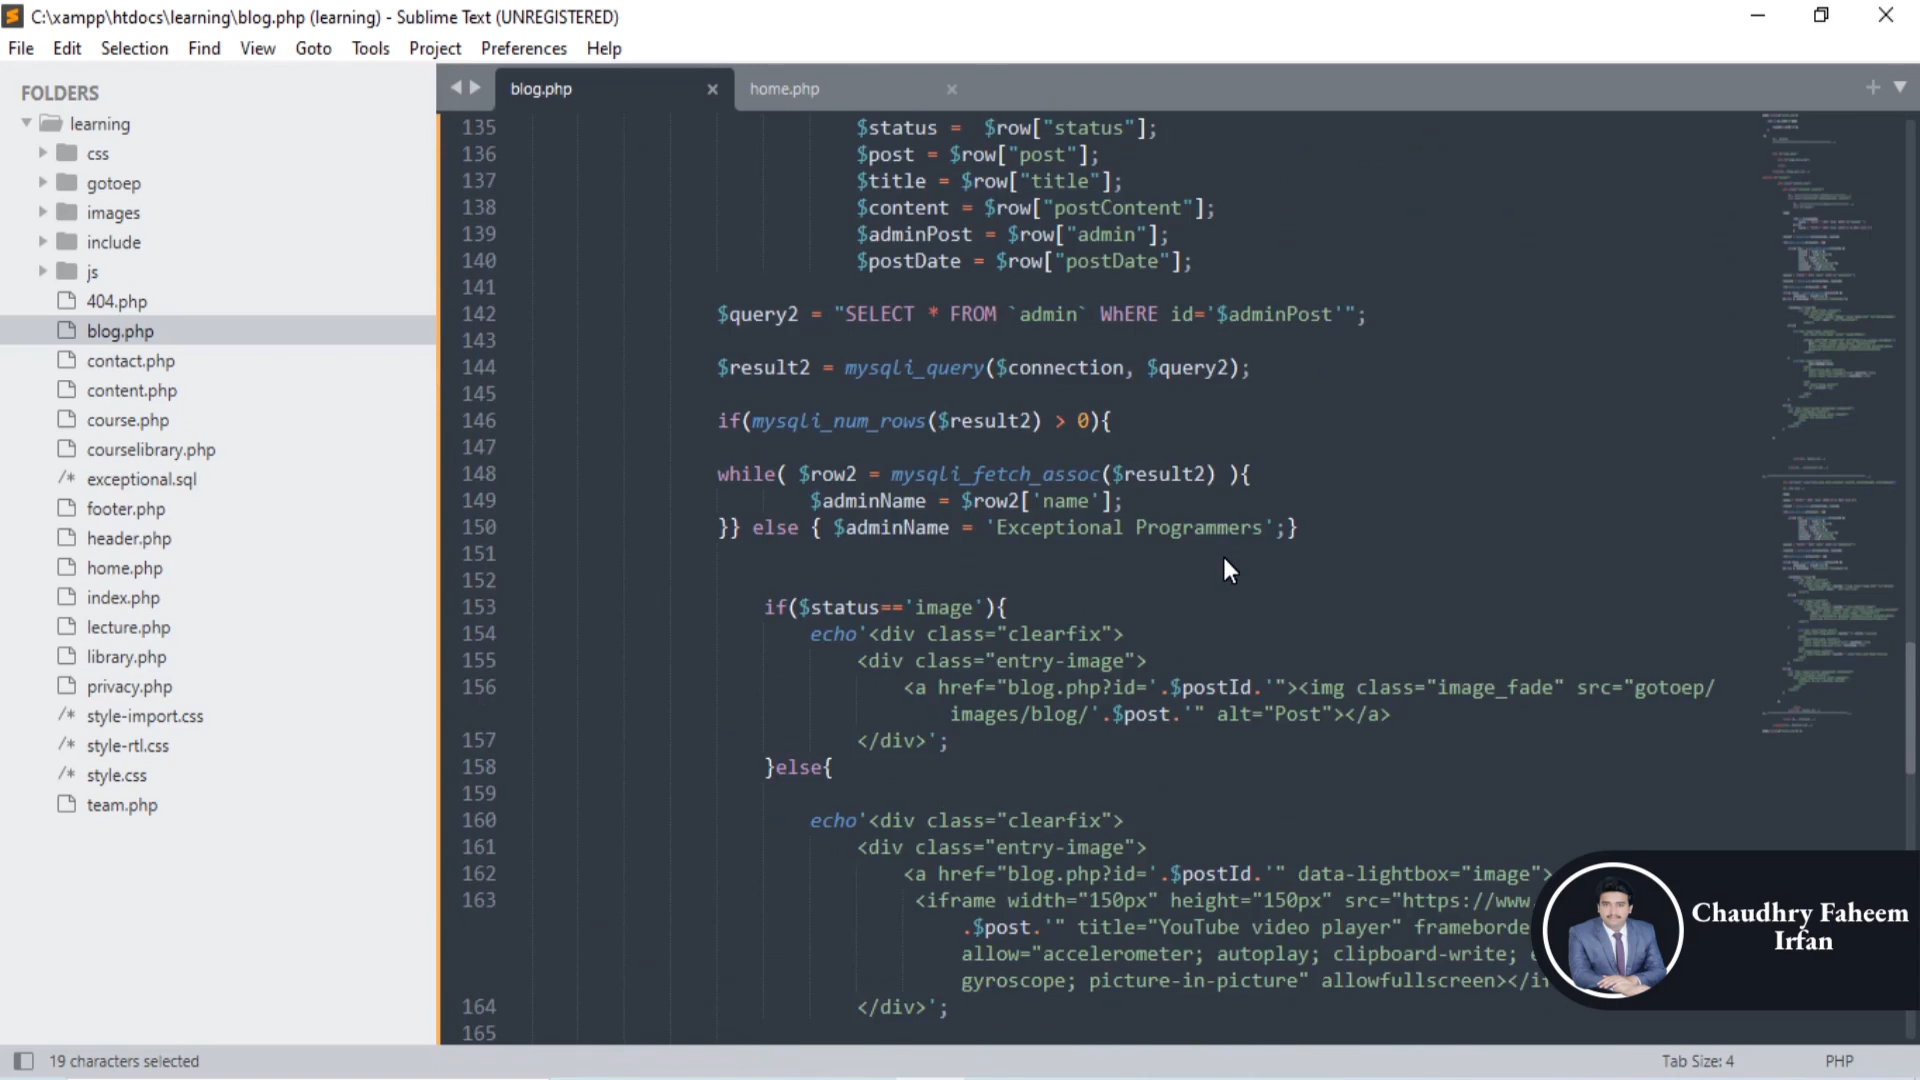 C:\xampp\htdocs\learning\blog.php (learning) - Sublime Text (UNREGISTERED)
File Edit Selection Find View Goto Tools Project Preferences Help
FOLDERS
learning
css
gotoep
images
include
js
404.php
blog.php
contact.php
content.php
course.php
courselibrary.php
/* exceptional.sql
footer.php
header.php
home.php
index.php
lecture.php
library.php
privacy.php
/* style-import.css
/* style-rtl.css
/* style.css
team.php
blog.php home.php
135 $status =  $row["status"];
136 $post = $row["post"];
137 $title = $row["title"];
138 $content = $row["postContent"];
139 $adminPost = $row["admin"];
140 $postDate = $row["postDate"];
141
142 $query2 = "SELECT * FROM `admin` WhERE id='$adminPost'";
143
144 $result2 = mysqli_query($connection, $query2);
145
146 if(mysqli_num_rows($result2) > 0){
147
148 while( $row2 = mysqli_fetch_assoc($result2) ){
149 $adminName = $row2['name'];
150 }} else { $adminName = 'Exceptional Programmers';}
151
152
153 if($status=='image'){
154 echo'<div class="clearfix">
155 <div class="entry-image">
156 <a href="blog.php?id='.$postId.'"><img class="image_fade" src="gotoep/
images/blog/'.$post.'" alt="Post"></a>
157 </div>';
158 }else{
159
160 echo'<div class="clearfix">
161 <div class="entry-image">
162 <a href="blog.php?id='.$postId.'" data-lightbox="image">
163 <iframe width="150px" height="150px" src="https://www.
.$post.'" title="YouTube video player" frameborde
allow="accelerometer; autoplay; clipboard-write;
gyroscope; picture-in-picture" allowfullscreen></i
164 </div>';
165
Chaudhry Faheem
Irfan
19 characters selected
Tab Size: 4
PHP